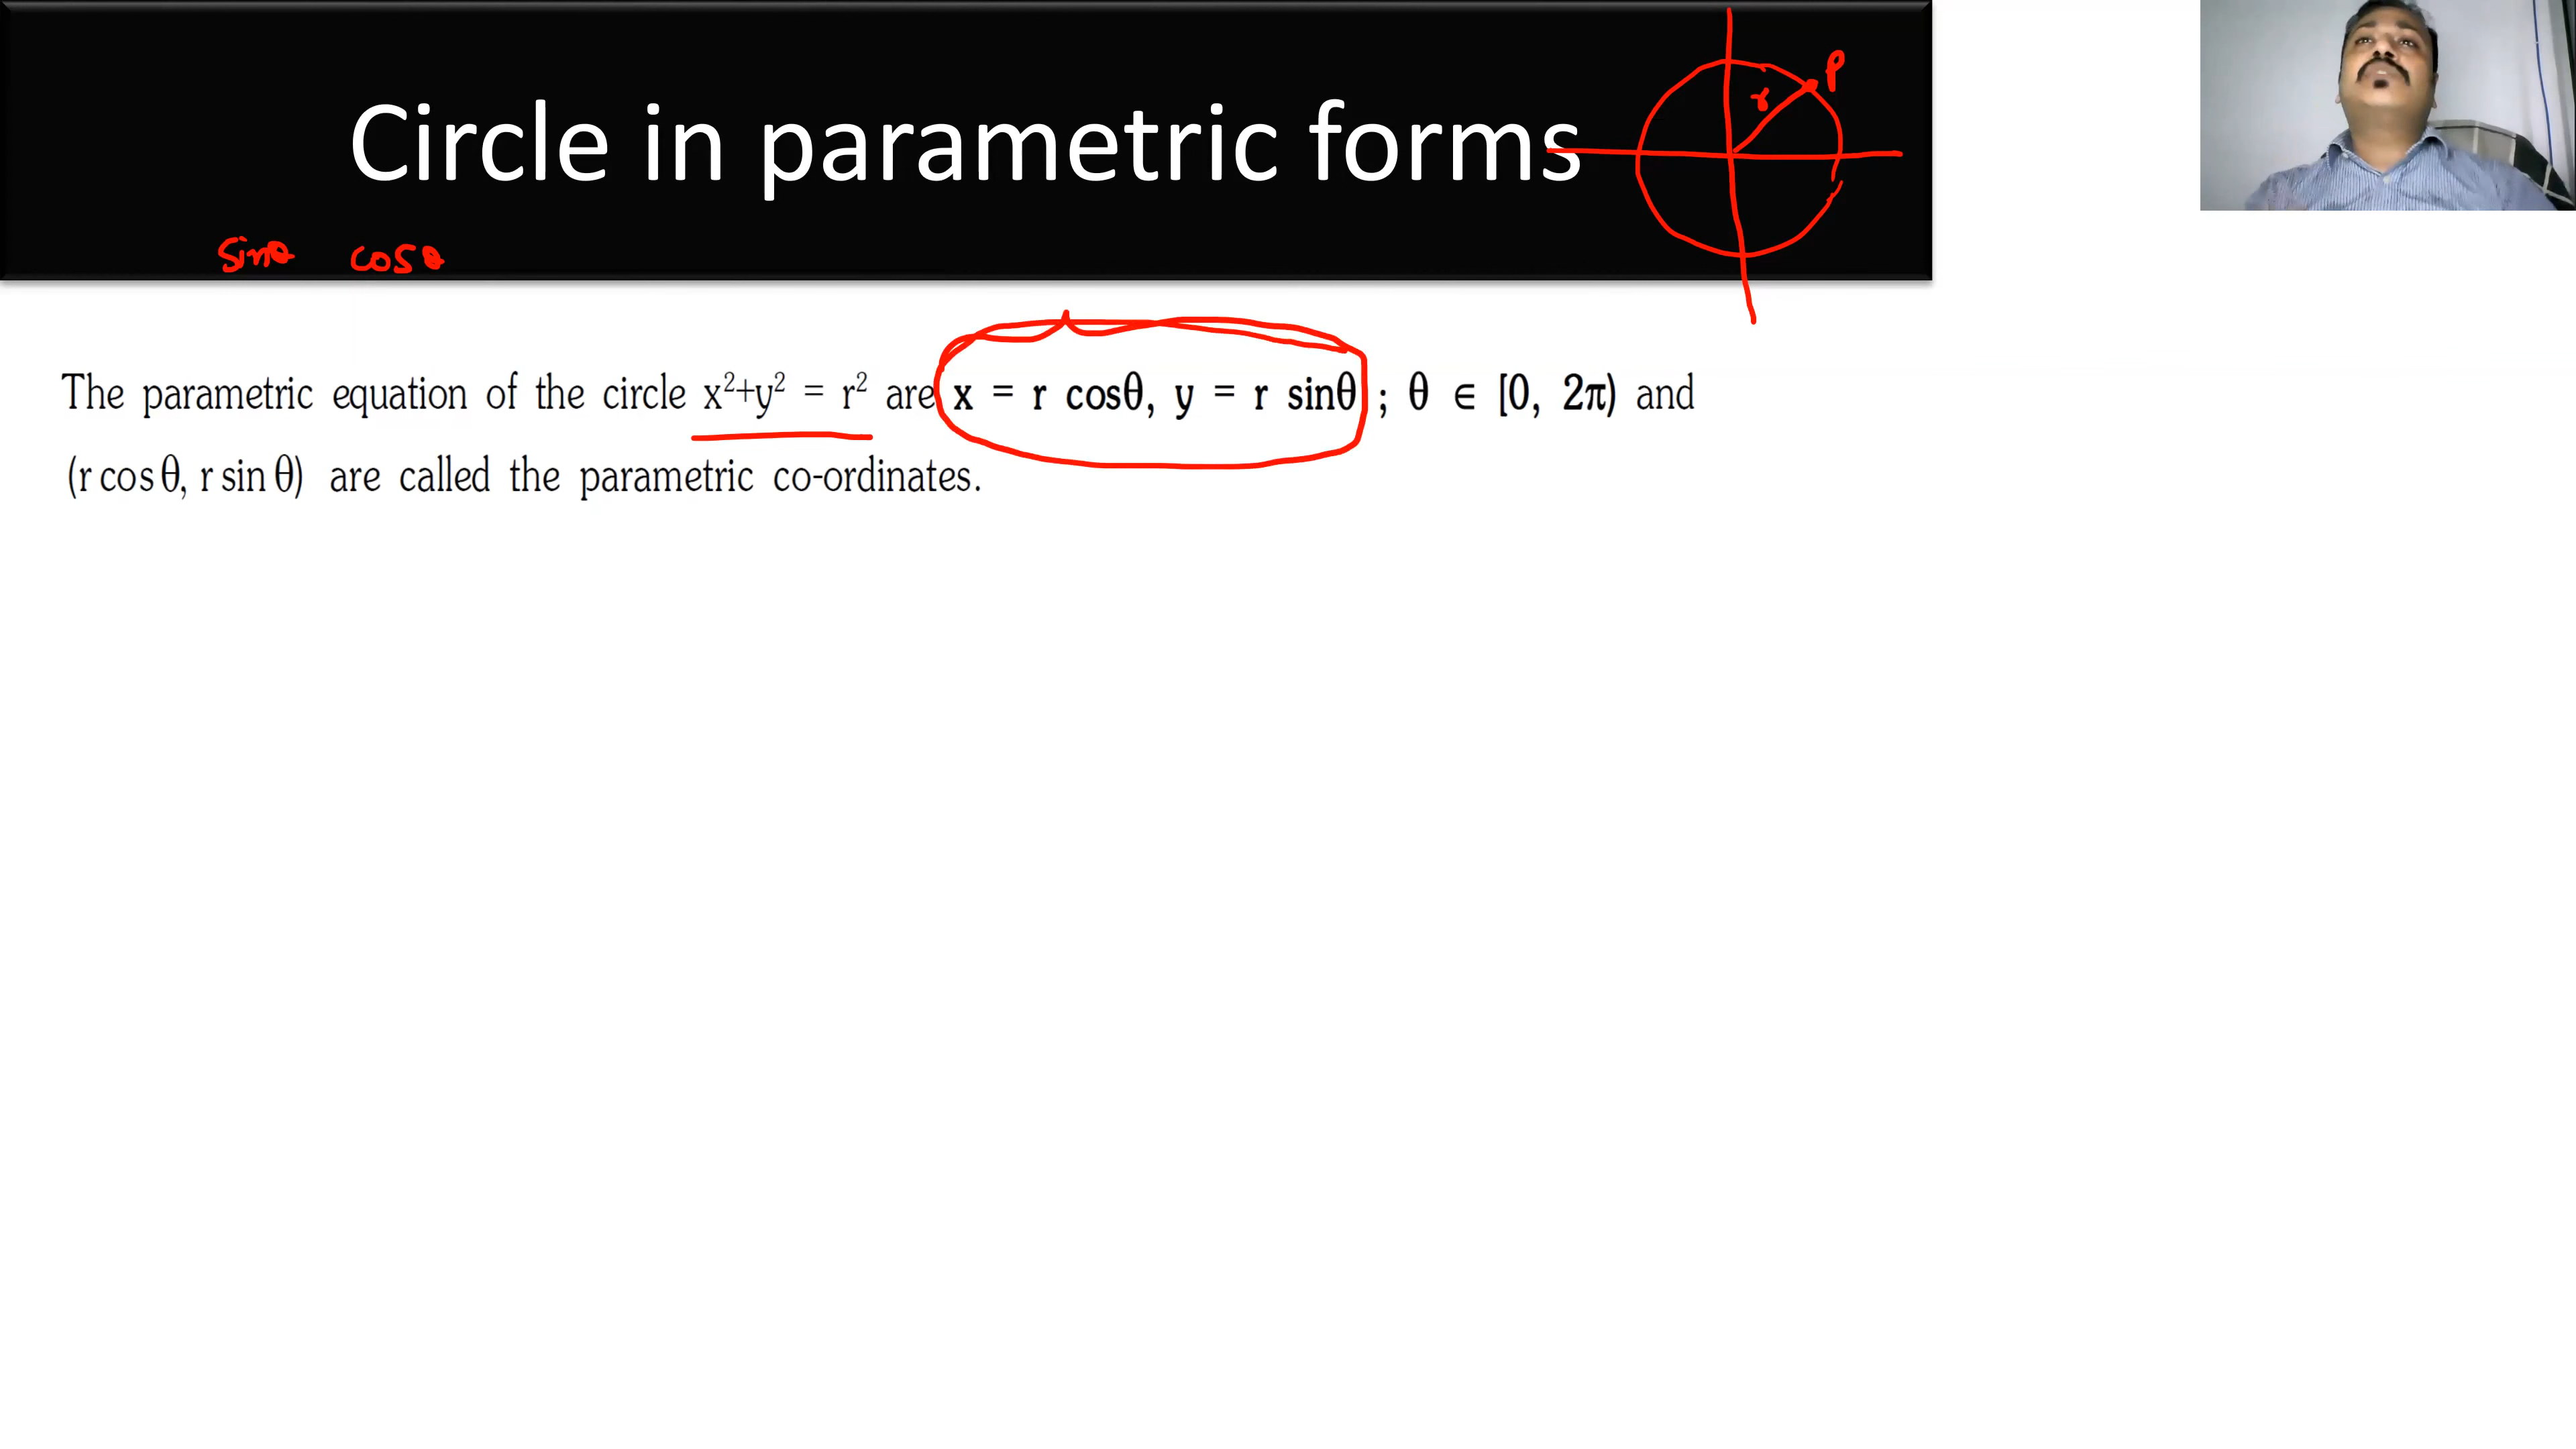 Circle in parametric forms
r P
sinθ cosθ
The parametric equation of the circle x²+y² = r² are x = r cosθ, y = r sinθ ; θ ∈ [0, 2π) and
(r cos θ, r sin θ) are called the parametric co-ordinates.